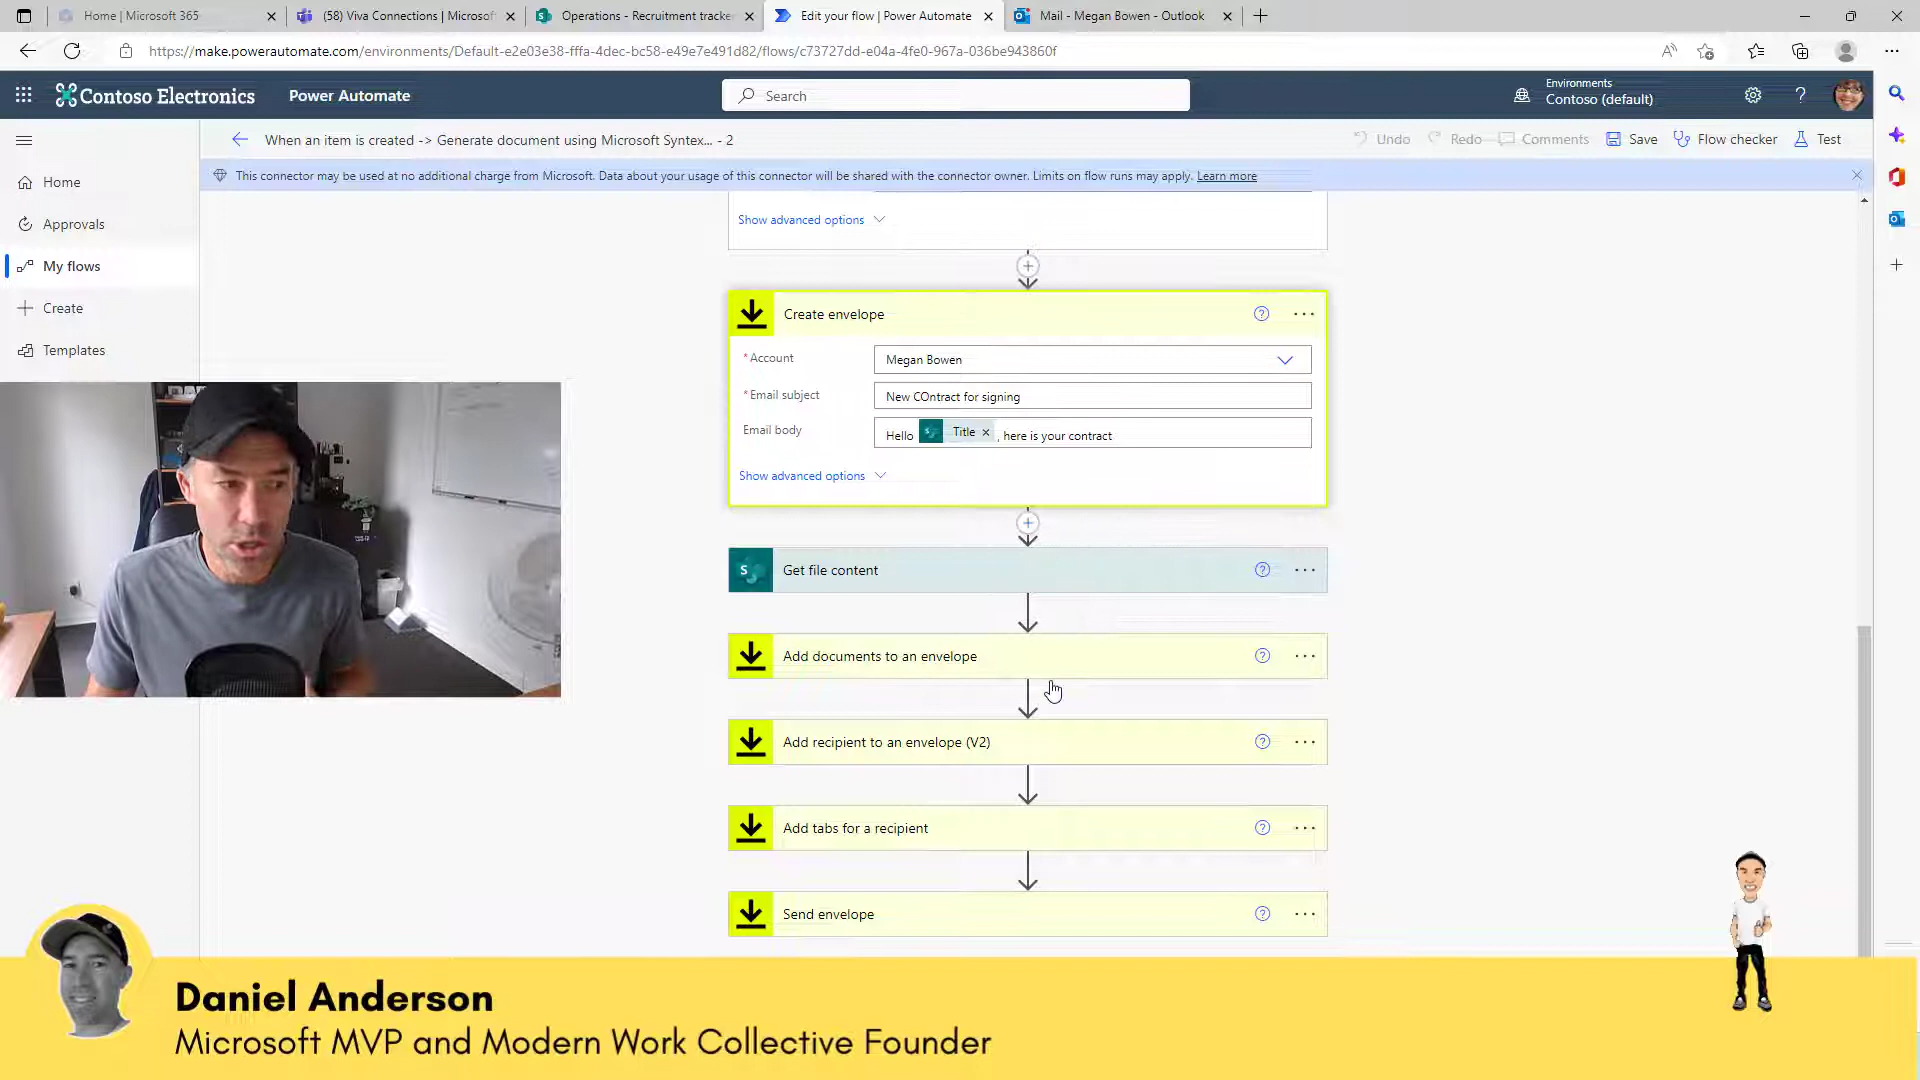 Home | Microsoft 365
(58) Viva Connections | Microsof
Operations - Recruitment tracke
Edit your flow | Power Automate
Mail - Megan Bowen - Outlook
https://make.powerautomate.com/environments/Default-e2e03e38-fffa-4dec-bc58-e49e7e491d82/flows/c73727dd-e04a-4fe0-967a-036be943860f
Contoso Electronics
Power Automate
Search
Environments
Contoso (default)
When an item is created -> Generate document using Microsoft Syntex... - 2
Undo
Redo
Comments
Save
Flow checker
Test
This connector may be used at no additional charge from Microsoft. Data about your usage of this connector will be shared with the connector owner. Limits on flow runs may apply. Learn more
Home
Approvals
My flows
Create
Templates
Show advanced options
Create envelope
* Account
Megan Bowen
* Email subject
New COntract for signing
Email body
Hello Title , here is your contract
Show advanced options
Get file content
Add documents to an envelope
Add recipient to an envelope (V2)
Add tabs for a recipient
Send envelope
Daniel Anderson
Microsoft MVP and Modern Work Collective Founder